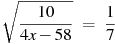 √(10/(4x − 58)) = 1/7